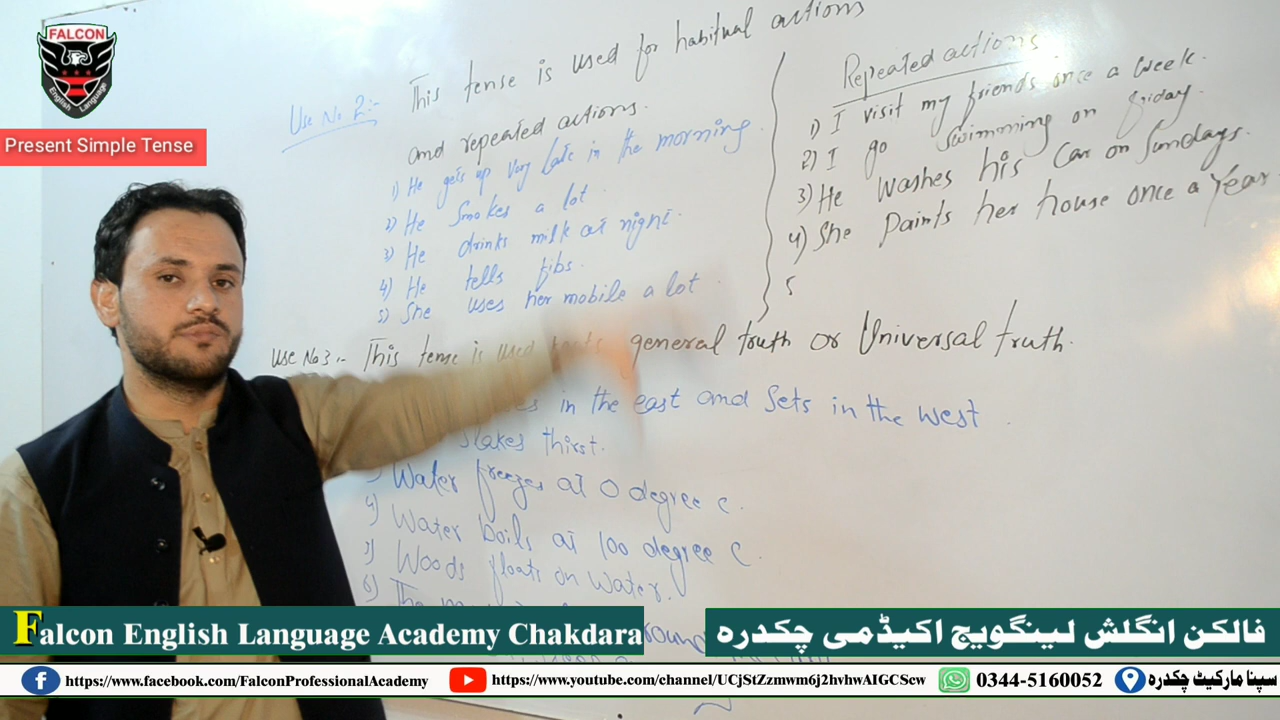 FALCON
English Language
Present Simple Tense
Use No 2:- This tense is used for habitual actions
and repeated actions.
1) He gets up very late in the morning.
2) He smokes a lot
3) He drinks milk at night.
4) He tells fibs.
5) She uses her mobile a lot.
Repeated actions
1) I visit my friends once a week.
2) I go swimming on friday.
3) He washes his car on Sundays.
4) She Paints her house once a Year.
5
Use No 3:- This tense is used general truth or Universal truth.
in the east and sets in the west.
slakes thirst.
Water freezes at 0 degree c.
4) Water boils at 100 degree c.
5) Woods floats on water.
6) The
round
Falcon English Language Academy Chakdara
فالکن انگلش لینگویج اکیڈمی چکدرہ
https://www.facebook.com/FalconProfessionalAcademy
https://www.youtube.com/channel/UCjStZzmwm6j2hvhwAIGCScw
0344-5160052
سپنا مارکیٹ چکدرہ